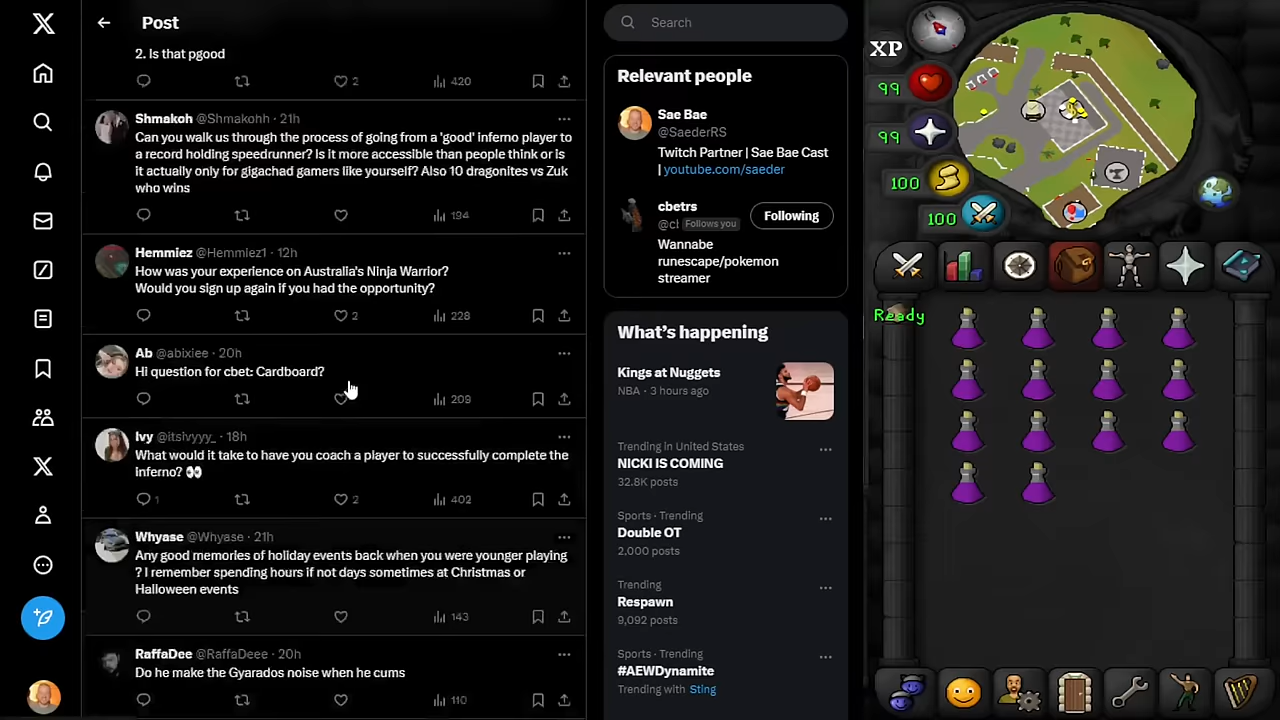 Post
2. Is that pgood
2
420
Shmakoh @Shmakohh · 21h
Can you walk us through the process of going from a 'good' inferno player to
a record holding speedrunner? Is it more accessible than people think or is
it actually only for gigachad gamers like yourself? Also 10 dragonites vs Zuk
who wins
194
Hemmiez @Hemmiez1 · 12h
How was your experience on Australia's Ninja Warrior?
Would you sign up again if you had the opportunity?
2
228
Ab @abixiee · 20h
Hi question for cbet: Cardboard?
209
Ivy @itsivyyy_ · 18h
What would it take to have you coach a player to successfully complete the
inferno? 👀
1
2
402
Whyase @Whyase · 21h
Any good memories of holiday events back when you were younger playing
? I remember spending hours if not days sometimes at Christmas or
Halloween events
143
RaffaDee @RaffaDeee · 20h
Do he make the Gyarados noise when he cums
110
Search
Relevant people
Sae Bae
@SaederRS
Twitch Partner | Sae Bae Cast
| youtube.com/saeder
cbetrs
@cl Follows you
Following
Wannabe
runescape/pokemon
streamer
What's happening
Kings at Nuggets
NBA · 3 hours ago
Trending in United States
NICKI IS COMING
32.8K posts
Sports · Trending
Double OT
2,000 posts
Trending
Respawn
9,092 posts
Sports · Trending
#AEWDynamite
Trending with Sting
XP
99
99
100
100
Ready